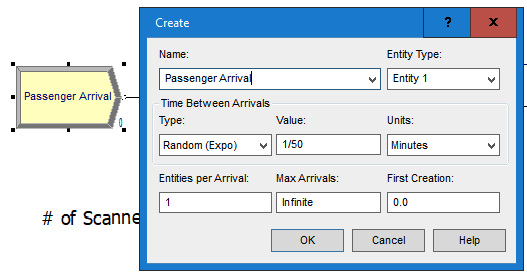 Create
? X
Name:
Entity Type:
Passenger Arrival
Entity 1
Time Between Arrivals
Type:
Value:
Units:
Random (Expo)
1/50
Minutes
Entities per Arrival:
Max Arrivals:
First Creation:
1
Infinite
0.0
OK
Cancel
Help
Passenger Arrival
0
# of Scanne